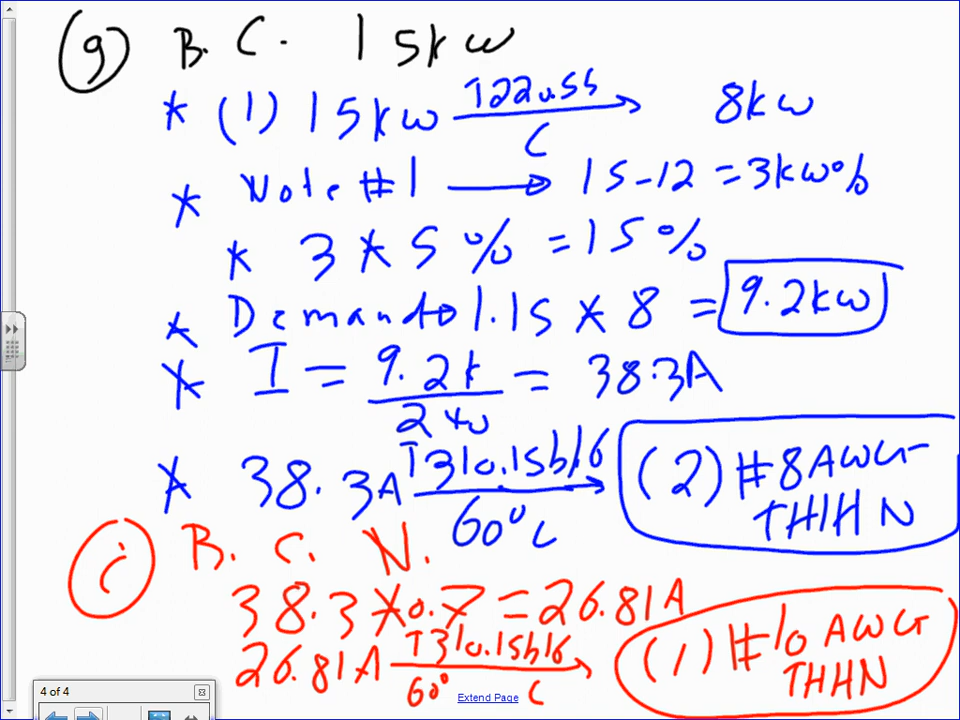 (g) B. C. 15kw
* (1) 15kw T220.55 C → 8kw
* Note #1 → 15-12 = 3kw%
* 3 * 5% = 15%
* Demand 1.15 * 8 = 9.2kw
* I = 9.2k / 240 = 38.3A
* 38.3A T310.15b16 60°C → (2) #8 AWG THHN
(i) B. C. N.
38.3 * 0.7 = 26.81A
26.81A T310.15b16 60° C → (1) #10 AWG THHN
4 of 4
Extend Page